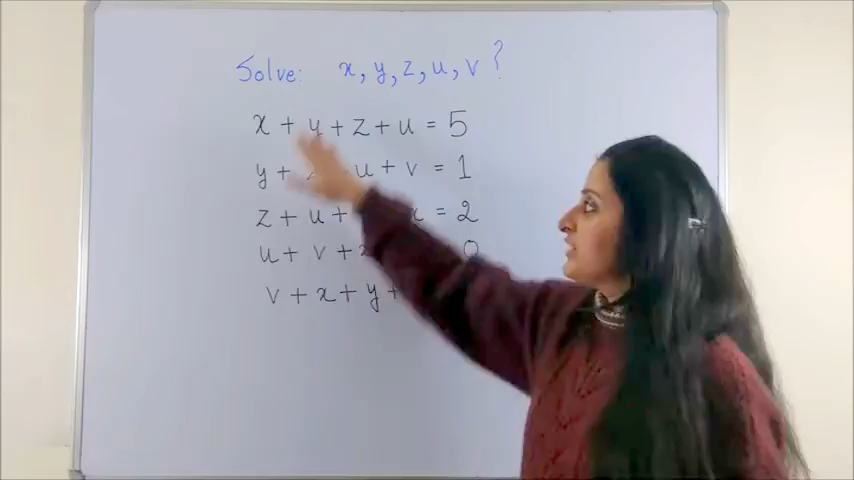 Solve: x, y, z, u, v ?
x + y + z + u = 5
y + u + v = 1
z + u + x = 2
u + v + 0
v + x + y +